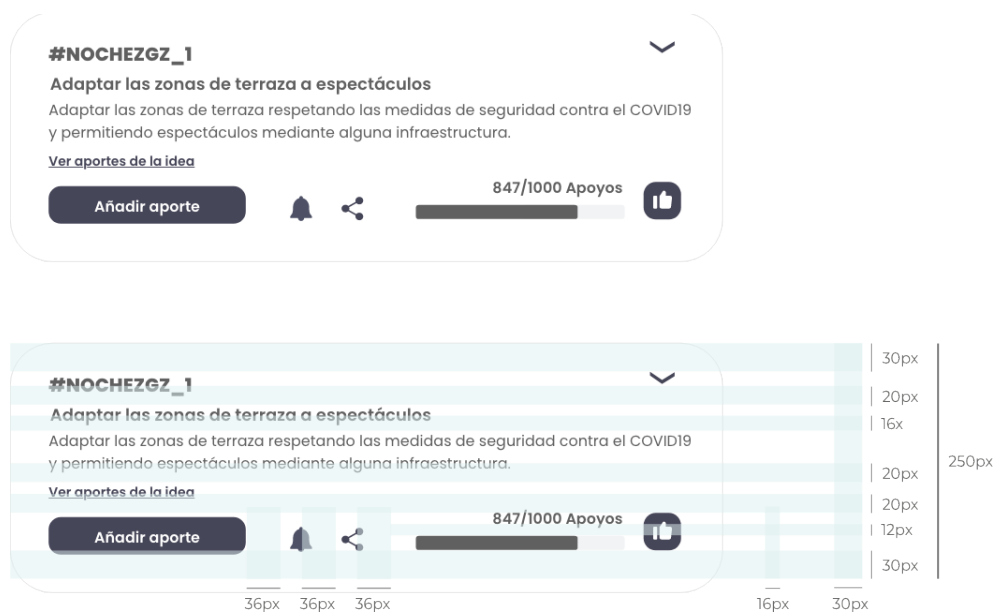 #NOCHEZGZ_1
Adaptar las zonas de terraza a espectáculos
Adaptar las zonas de terraza respetando las medidas de seguridad contra el COVID19
y permitiendo espectáculos mediante alguna infraestructura.
Ver aportes de la idea
847/1000 Apoyos
Añadir aporte
30px
#NOCHEZGZ_1
20px
Adaptar las zonas de terraza a espectáculos
16x
Adaptar las zonas de terraza respetando las medidas de seguridad contra el COVID19
250px
y permitiendo espectáculos mediante alguna infraestructura.
20px
Ver aportes de la idea
20px
847/1000 Apoyos
12px
Añadir aporte
30px
36px 36px 36px 16px 30px